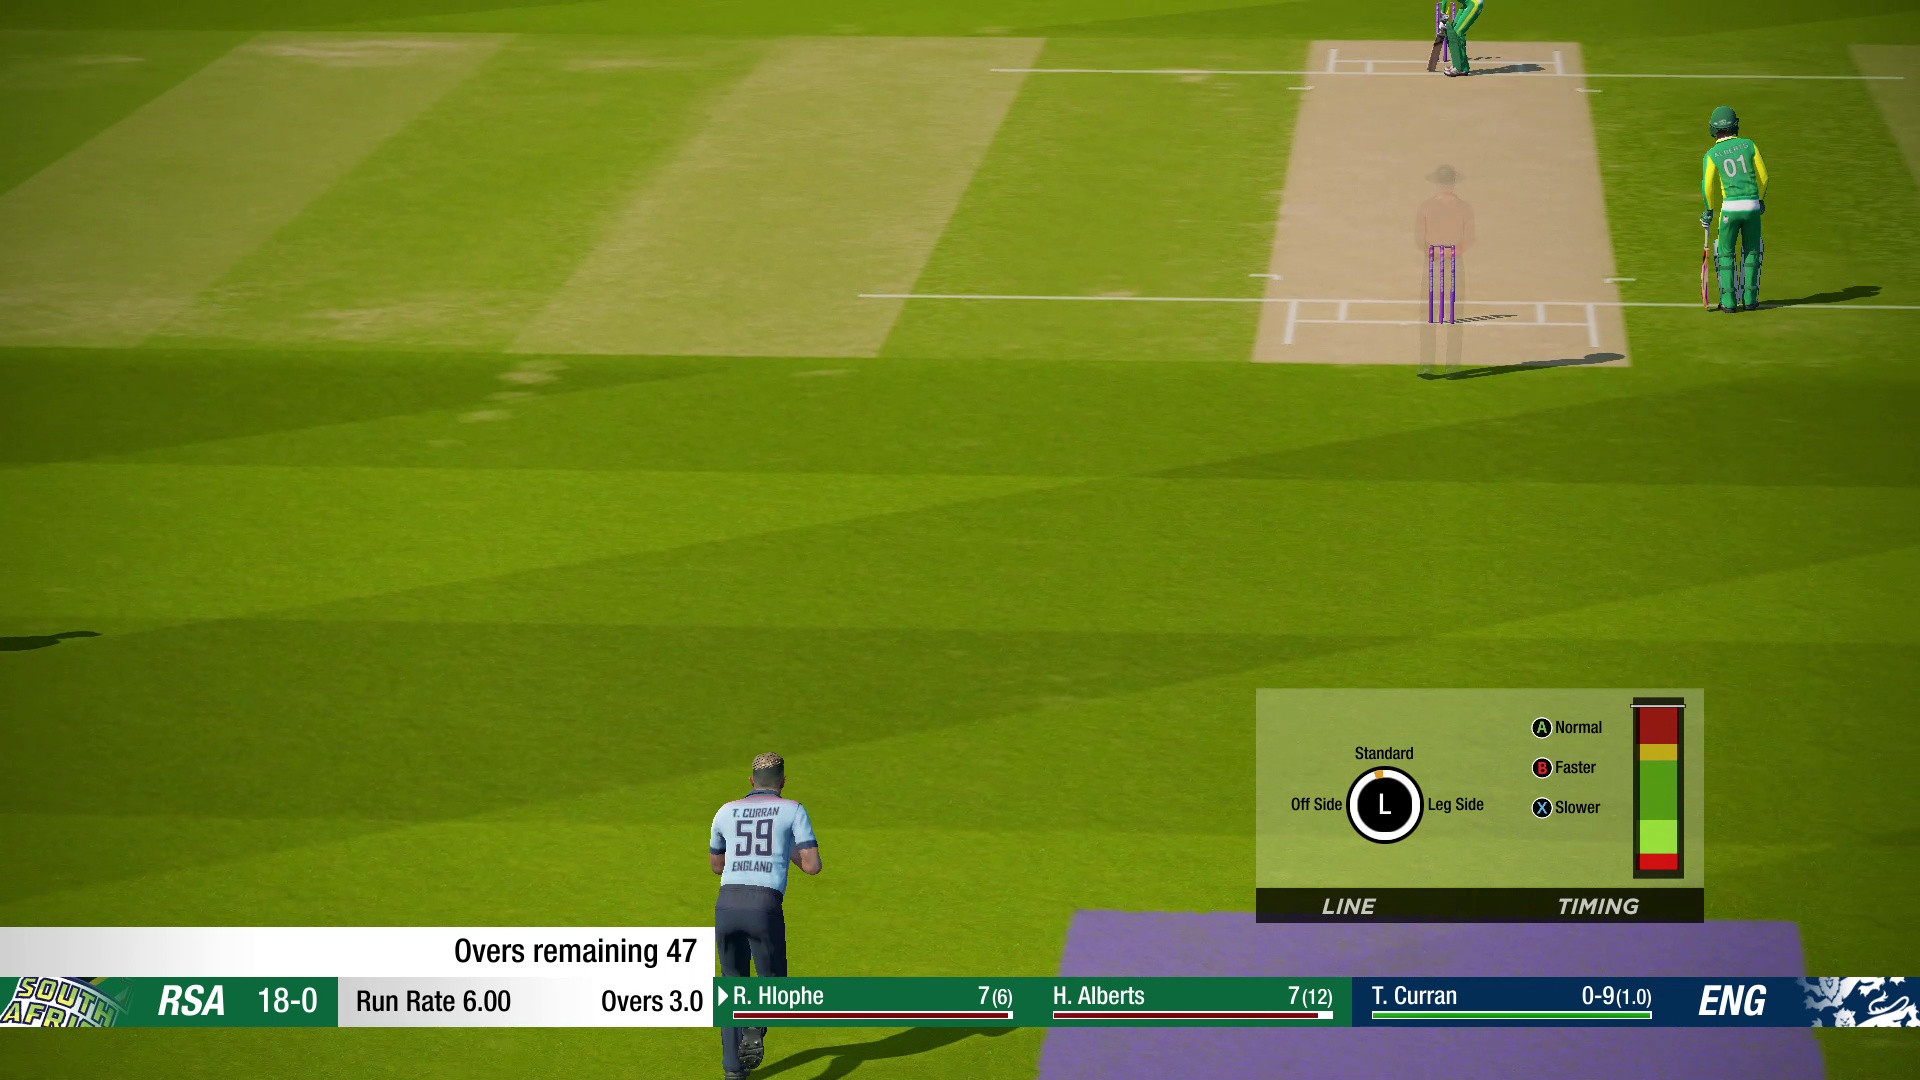 ALBERTS
01
A Normal
Standard
B Faster
Off Side L Leg Side
X Slower
T. CURRAN
59
ENGLAND
LINE TIMING
Overs remaining 47
SOUTH AFRICA
RSA 18-0 Run Rate 6.00 Overs 3.0 R. Hlophe 7 (6) H. Alberts 7 (12) T. Curran 0-9 (1.0) ENG